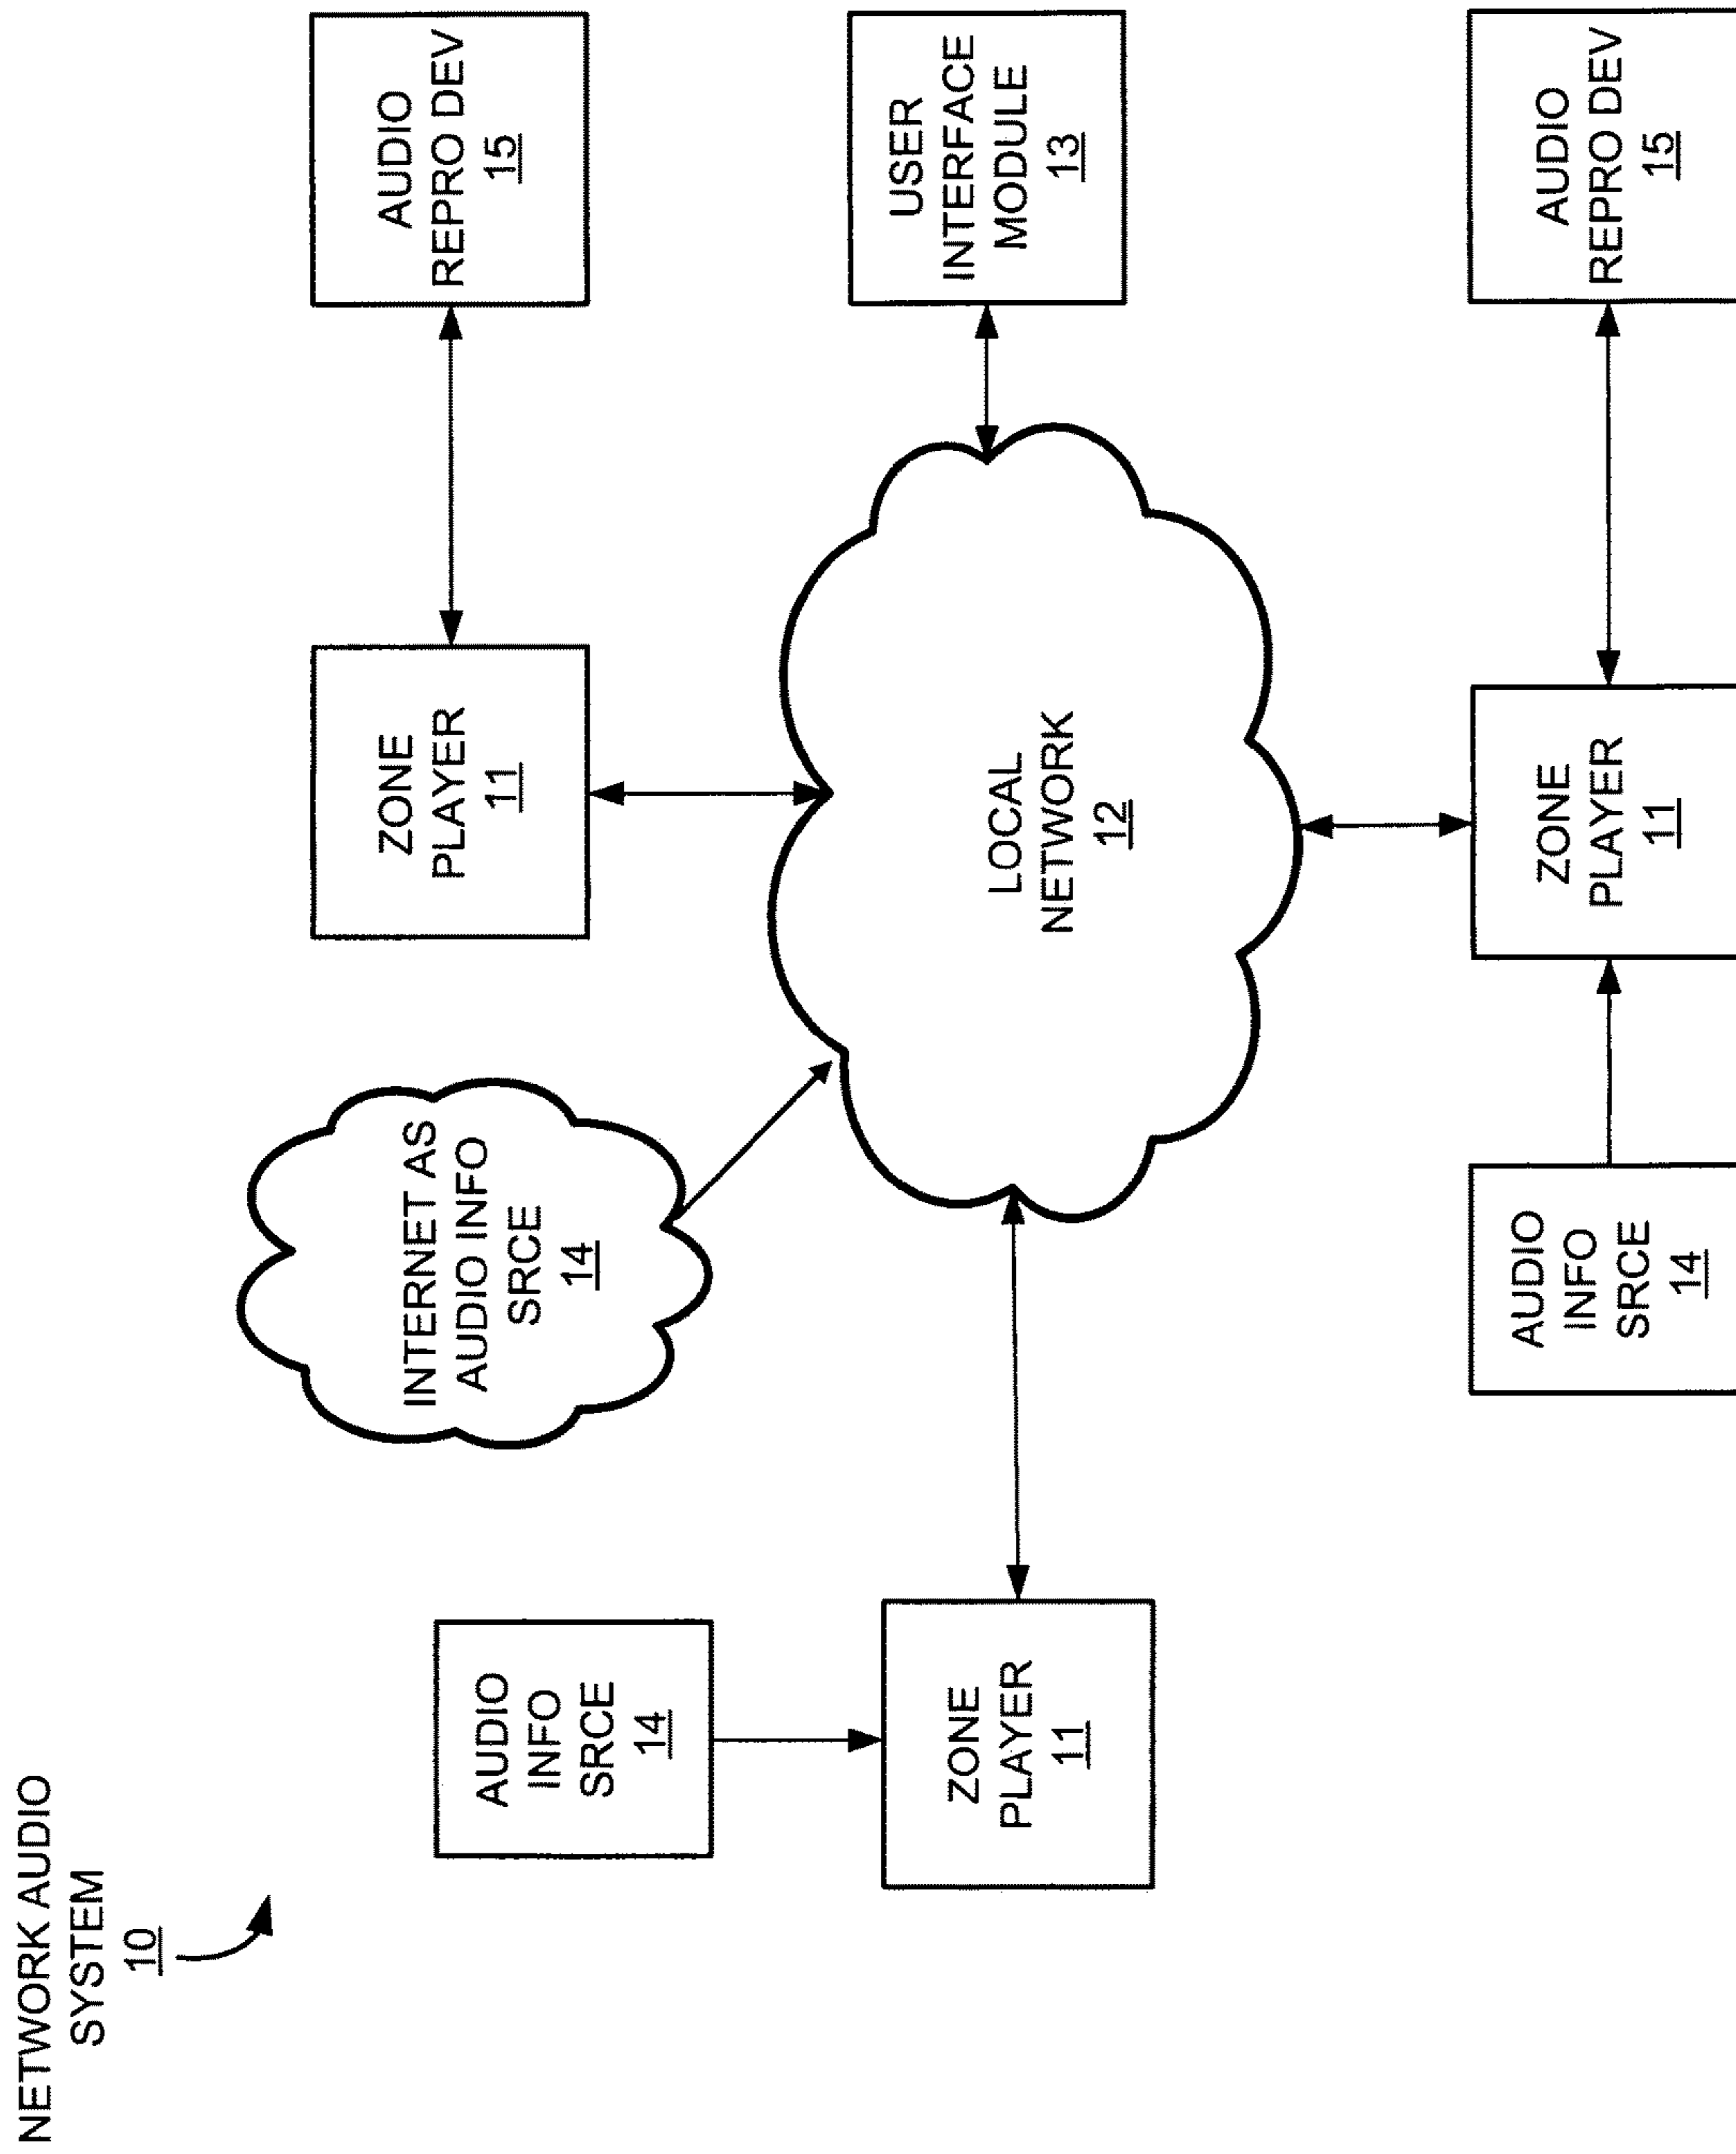 NETWORK AUDIO
SYSTEM
10
AUDIO
INFO
SRCE
14
ZONE
PLAYER
11
INTERNET AS
AUDIO INFO
SRCE
14
ZONE
PLAYER
11
AUDIO
REPRO DEV
15
LOCAL
NETWORK
12
USER
INTERFACE
MODULE
13
AUDIO
INFO
SRCE
14
ZONE
PLAYER
11
AUDIO
REPRO DEV
15